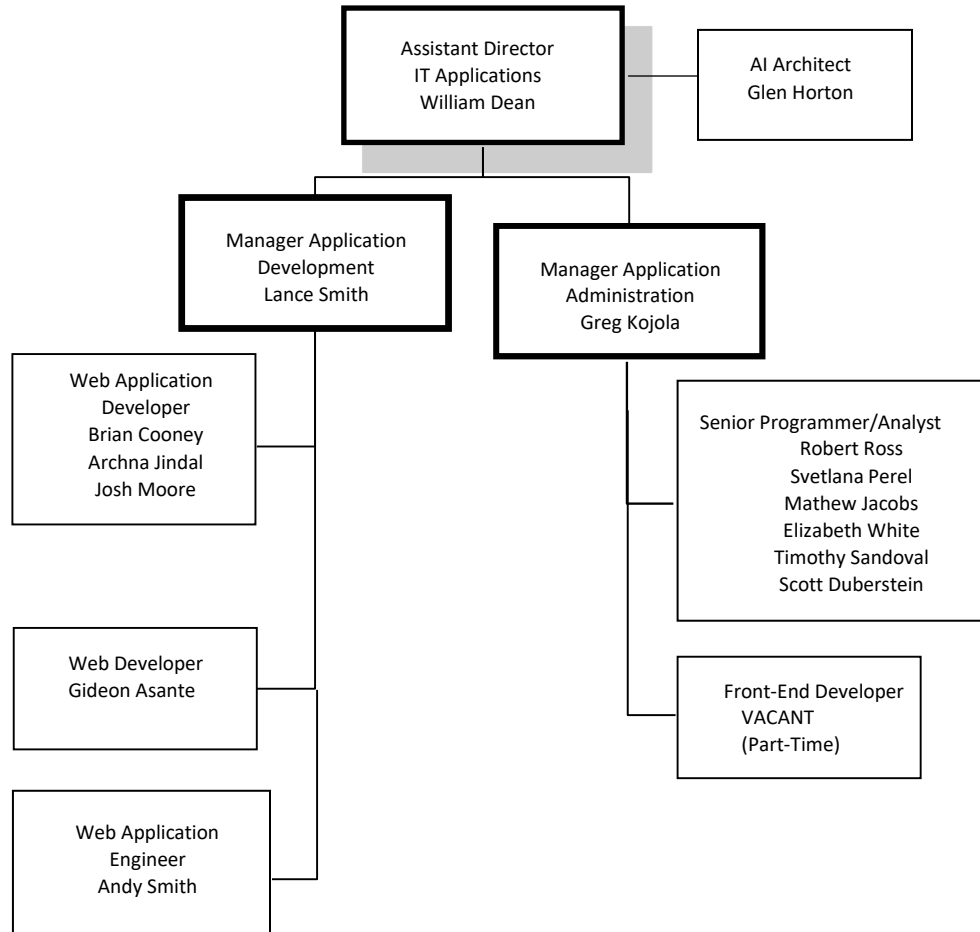 Assistant Director
IT Applications
William Dean
AI Architect
Glen Horton
Manager Application
Development
Lance Smith
Manager Application
Administration
Greg Kojola
Web Application
Developer
Brian Cooney
Archna Jindal
Josh Moore
Senior Programmer/Analyst
Robert Ross
Svetlana Perel
Mathew Jacobs
Elizabeth White
Timothy Sandoval
Scott Duberstein
Web Developer
Gideon Asante
Front-End Developer
VACANT
(Part-Time)
Web Application
Engineer
Andy Smith